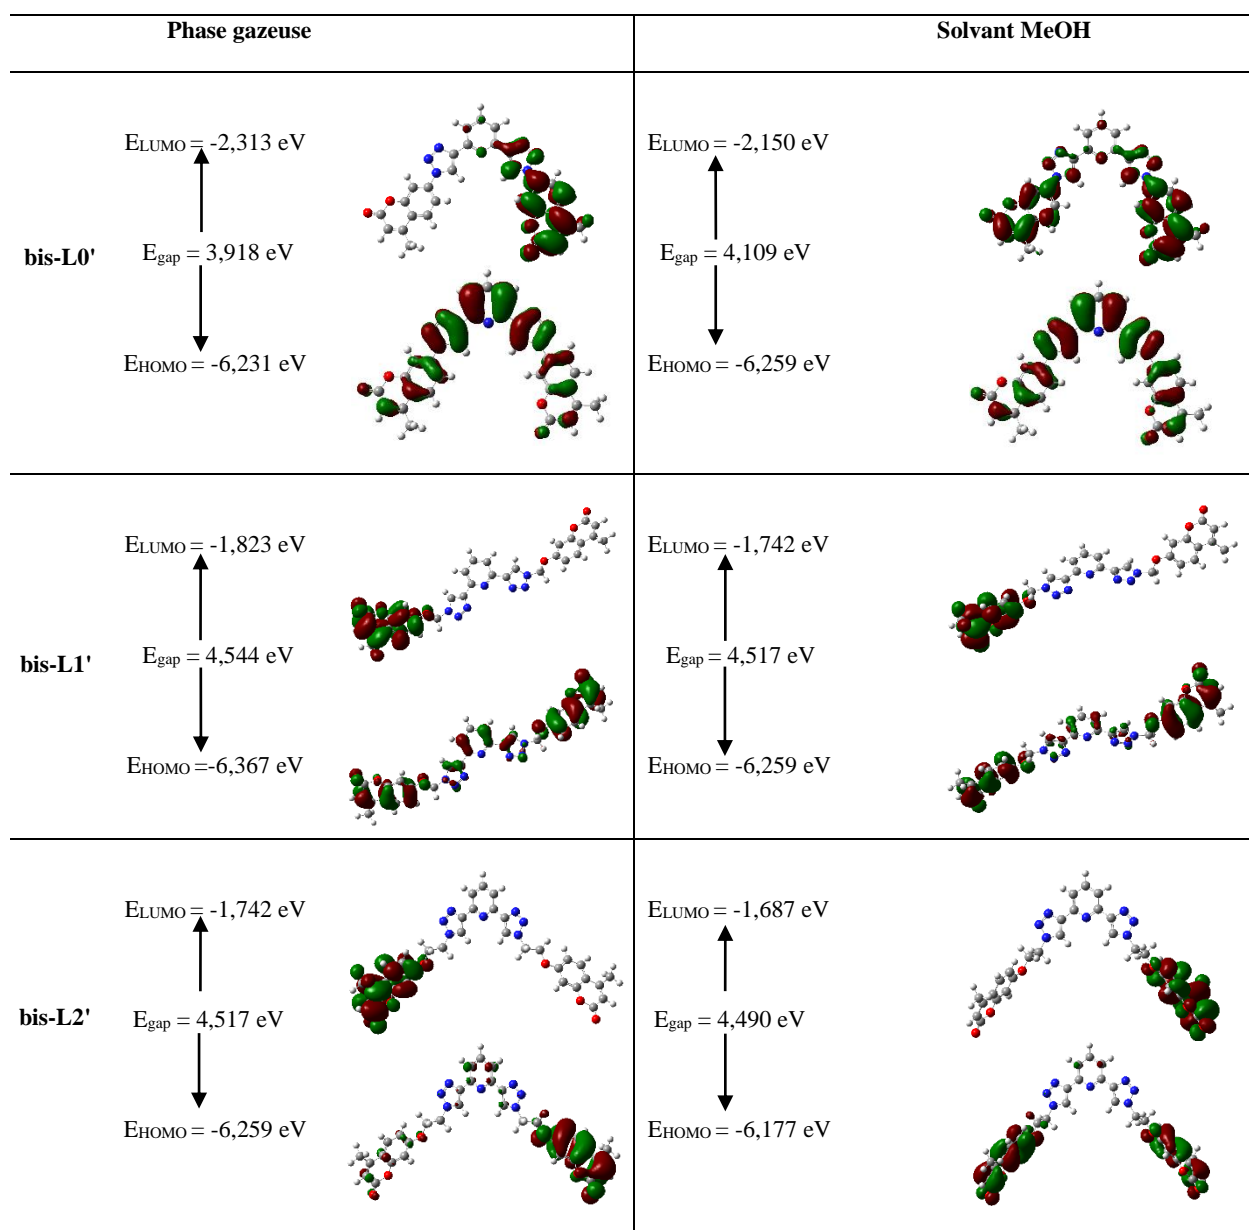 Phase gazeuse
Solvant MeOH
bis-L0'
ELUMO = -2,313 eV
Egap = 3,918 eV
EHOMO = -6,231 eV
ELUMO = -2,150 eV
Egap = 4,109 eV
EHOMO = -6,259 eV
bis-L1'
ELUMO = -1,823 eV
Egap = 4,544 eV
EHOMO =-6,367 eV
ELUMO = -1,742 eV
Egap = 4,517 eV
EHOMO = -6,259 eV
bis-L2'
ELUMO = -1,742 eV
Egap = 4,517 eV
EHOMO = -6,259 eV
ELUMO = -1,687 eV
Egap = 4,490 eV
EHOMO = -6,177 eV